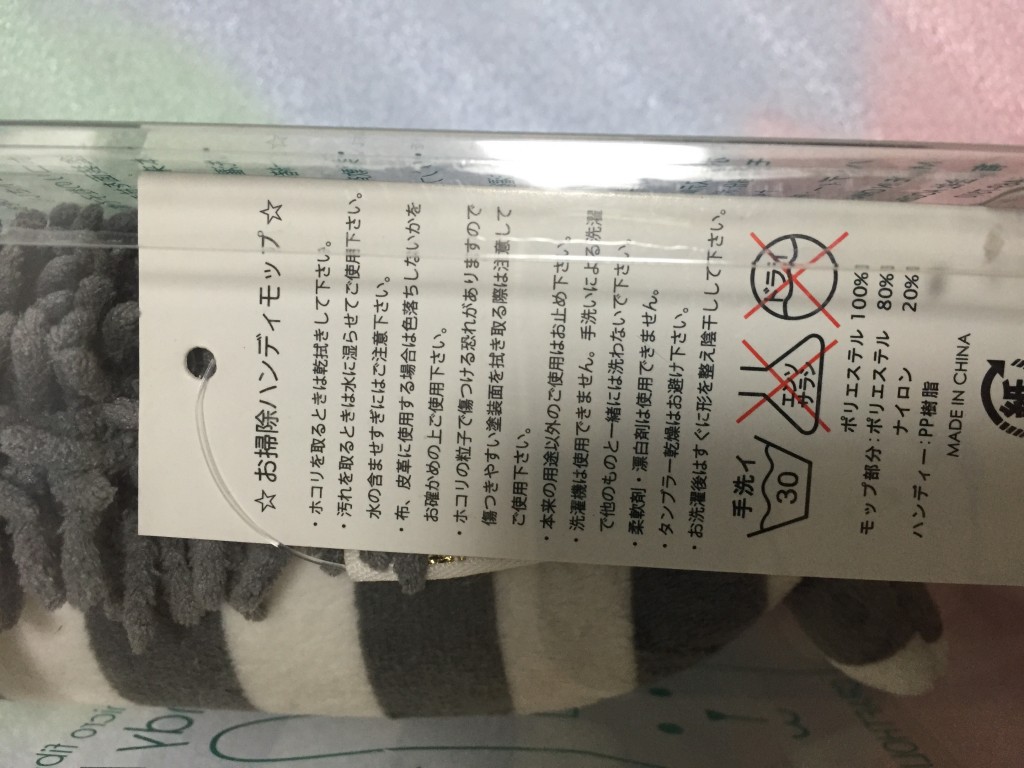 ☆ お掃除ハンディモップ ☆
・ホコリを取るときは乾拭きして下さい。
・汚れを取るときは水に湿らせてご使用下さい。
水の含ませすぎにはご注意下さい。
・布、皮革に使用する場合は色落ちしないかを
お確かめの上ご使用下さい。
・ホコリの粒子で傷つける恐れがありますので
傷つきやすい塗装面を拭き取る際は注意して
ご使用下さい。
・本来の用途以外のご使用はお止め下さい。
・洗濯機は使用できません。手洗いによる洗濯
で他のものと一緒には洗わないで下さい。
・柔軟剤・漂白剤は使用できません。
・タンブラー乾燥はお避け下さい。
・お洗濯後はすぐに形を整え陰干しして下さい。
手洗イ
30
エンソ
サラシ
ドライ
ポリエステル 100%
モップ部分：ポリエステル 80%
ナイロン 20%
ハンディー：PP樹脂
MADE IN CHINA
紙